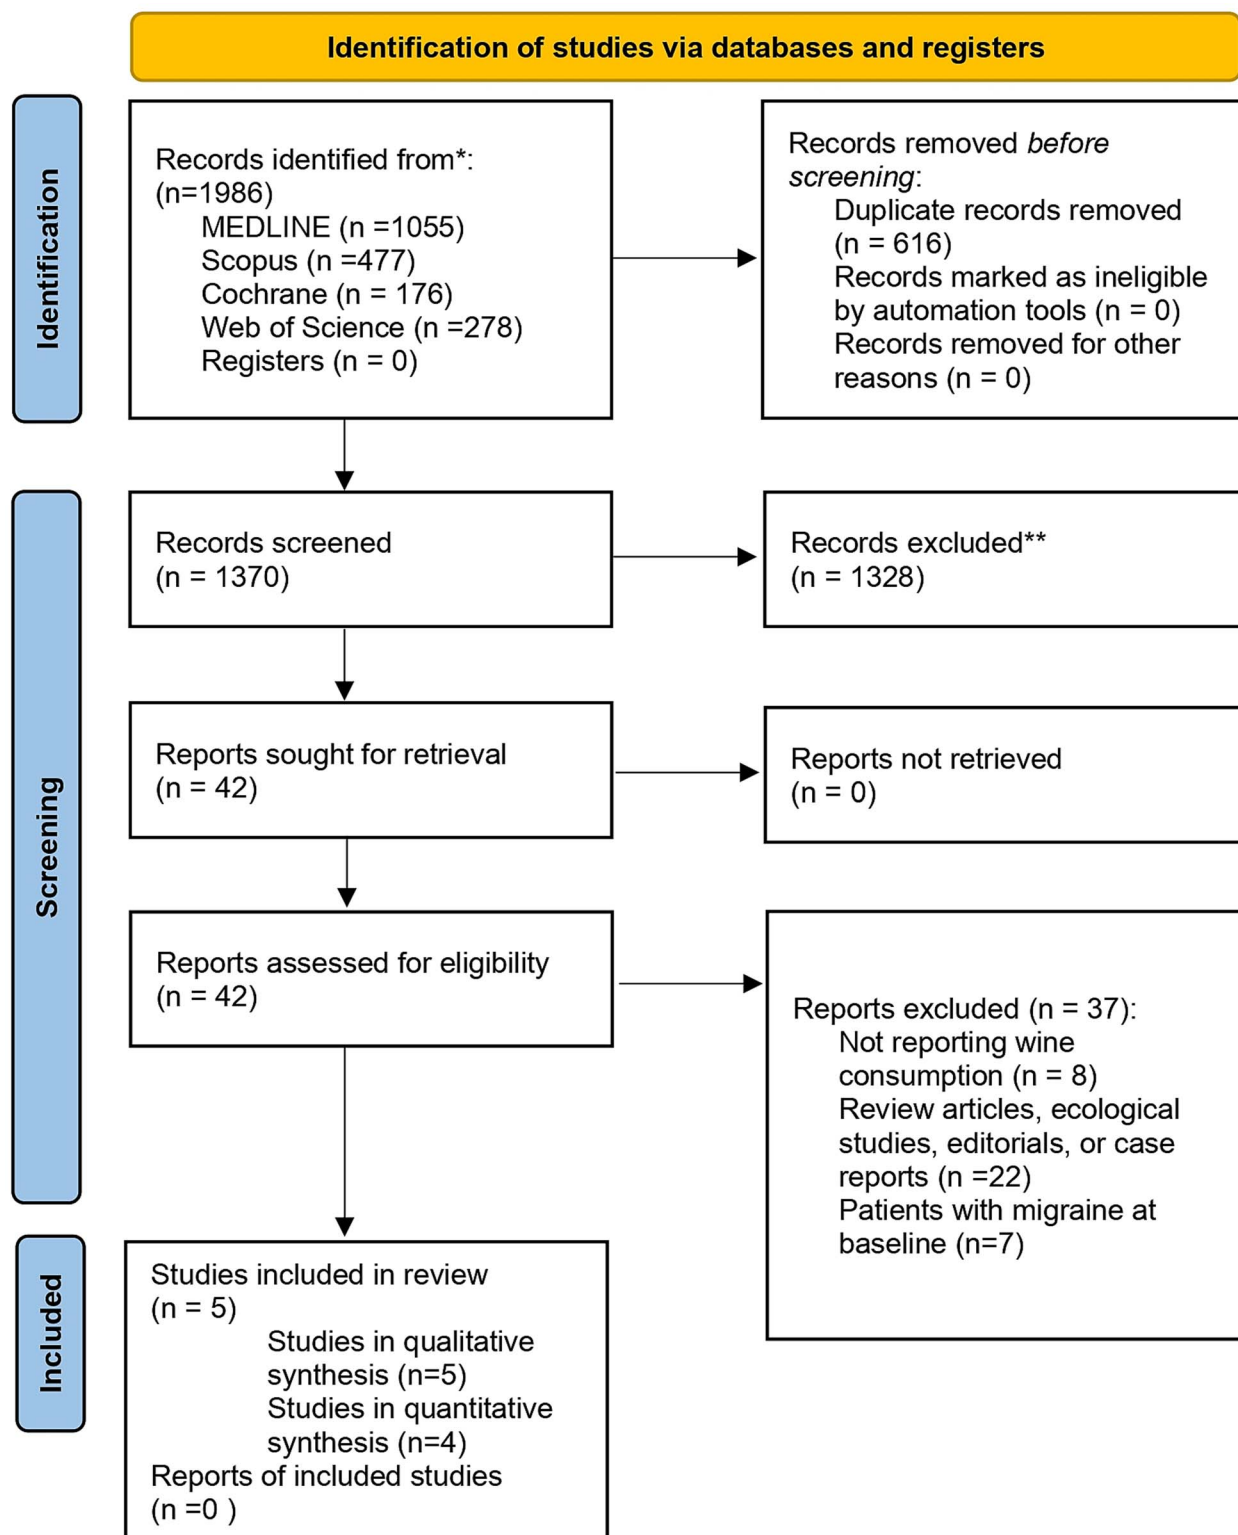 Identification of studies via databases and registers
Identification
Records identified from*:
(n=1986)
MEDLINE (n =1055)
Scopus (n =477)
Cochrane (n = 176)
Web of Science (n =278)
Registers (n = 0)
Records removed before
screening:
Duplicate records removed
(n = 616)
Records marked as ineligible
by automation tools (n = 0)
Records removed for other
reasons (n = 0)
Screening
Records screened
(n = 1370)
Records excluded**
(n = 1328)
Reports sought for retrieval
(n = 42)
Reports not retrieved
(n = 0)
Reports assessed for eligibility
(n = 42)
Reports excluded (n = 37):
Not reporting wine
consumption (n = 8)
Review articles, ecological
studies, editorials, or case
reports (n =22)
Patients with migraine at
baseline (n=7)
Included
Studies included in review
(n = 5)
Studies in qualitative
synthesis (n=5)
Studies in quantitative
synthesis (n=4)
Reports of included studies
(n =0 )